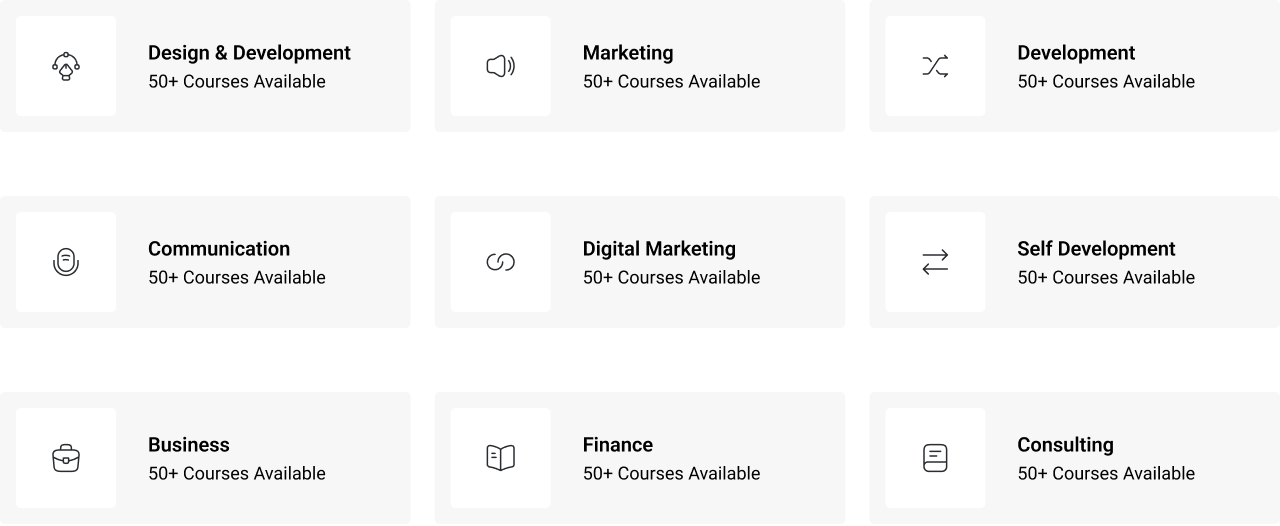 Design & Development
50+ Courses Available
Marketing
50+ Courses Available
Development
50+ Courses Available
Communication
50+ Courses Available
Digital Marketing
50+ Courses Available
Self Development
50+ Courses Available
Business
50+ Courses Available
Finance
50+ Courses Available
Consulting
50+ Courses Available